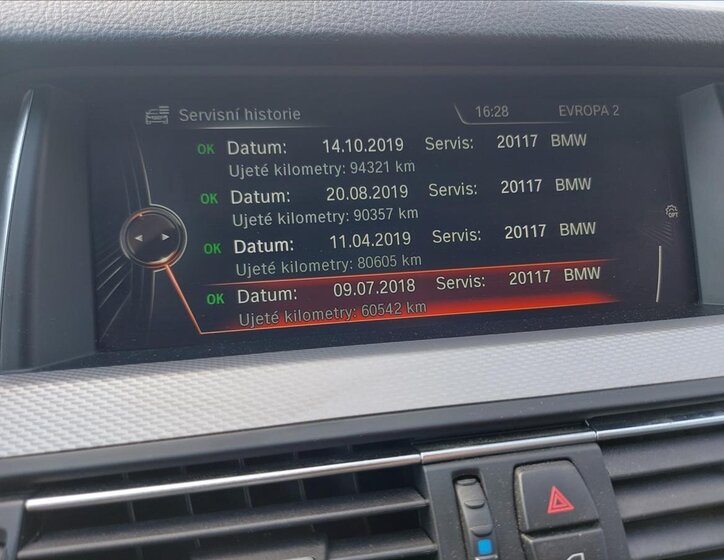 Servisní historie 16:28 EVROPA 2
OK Datum: 14.10.2019 Servis: 20117 BMW
Ujeté kilometry: 94321 km
OK Datum: 20.08.2019 Servis: 20117 BMW
Ujeté kilometry: 90357 km
OK Datum: 11.04.2019 Servis: 20117 BMW
Ujeté kilometry: 80605 km
OK Datum: 09.07.2018 Servis: 20117 BMW
Ujeté kilometry: 60542 km
OPT